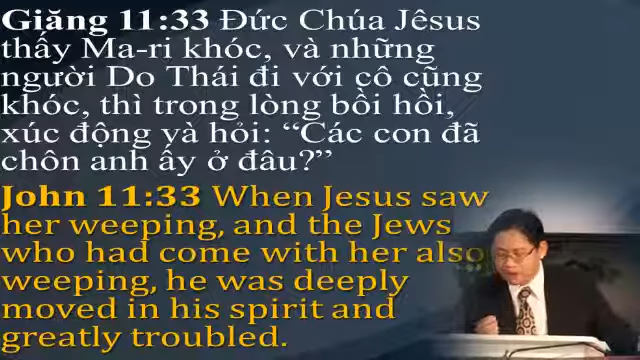 Giăng 11:33 Đức Chúa Jêsus
thấy Ma-ri khóc, và những
người Do Thái đi với cô cũng
khóc, thì trong lòng bồi hồi,
xúc động và hỏi: “Các con đã
chôn anh ấy ở đâu?”
John 11:33 When Jesus saw
her weeping, and the Jews
who had come with her also
weeping, he was deeply
moved in his spirit and
greatly troubled.